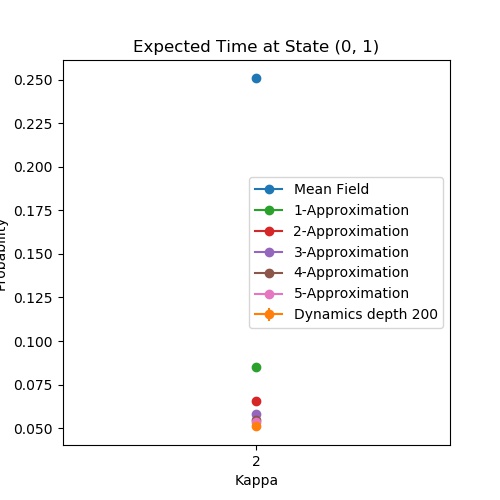 Expected Time at State (0, 1)
Probability
0.250
0.225
0.200
0.175
0.150
0.125
0.100
0.075
0.050
Mean Field
1-Approximation
2-Approximation
3-Approximation
4-Approximation
5-Approximation
Dynamics depth 200
2
Kappa